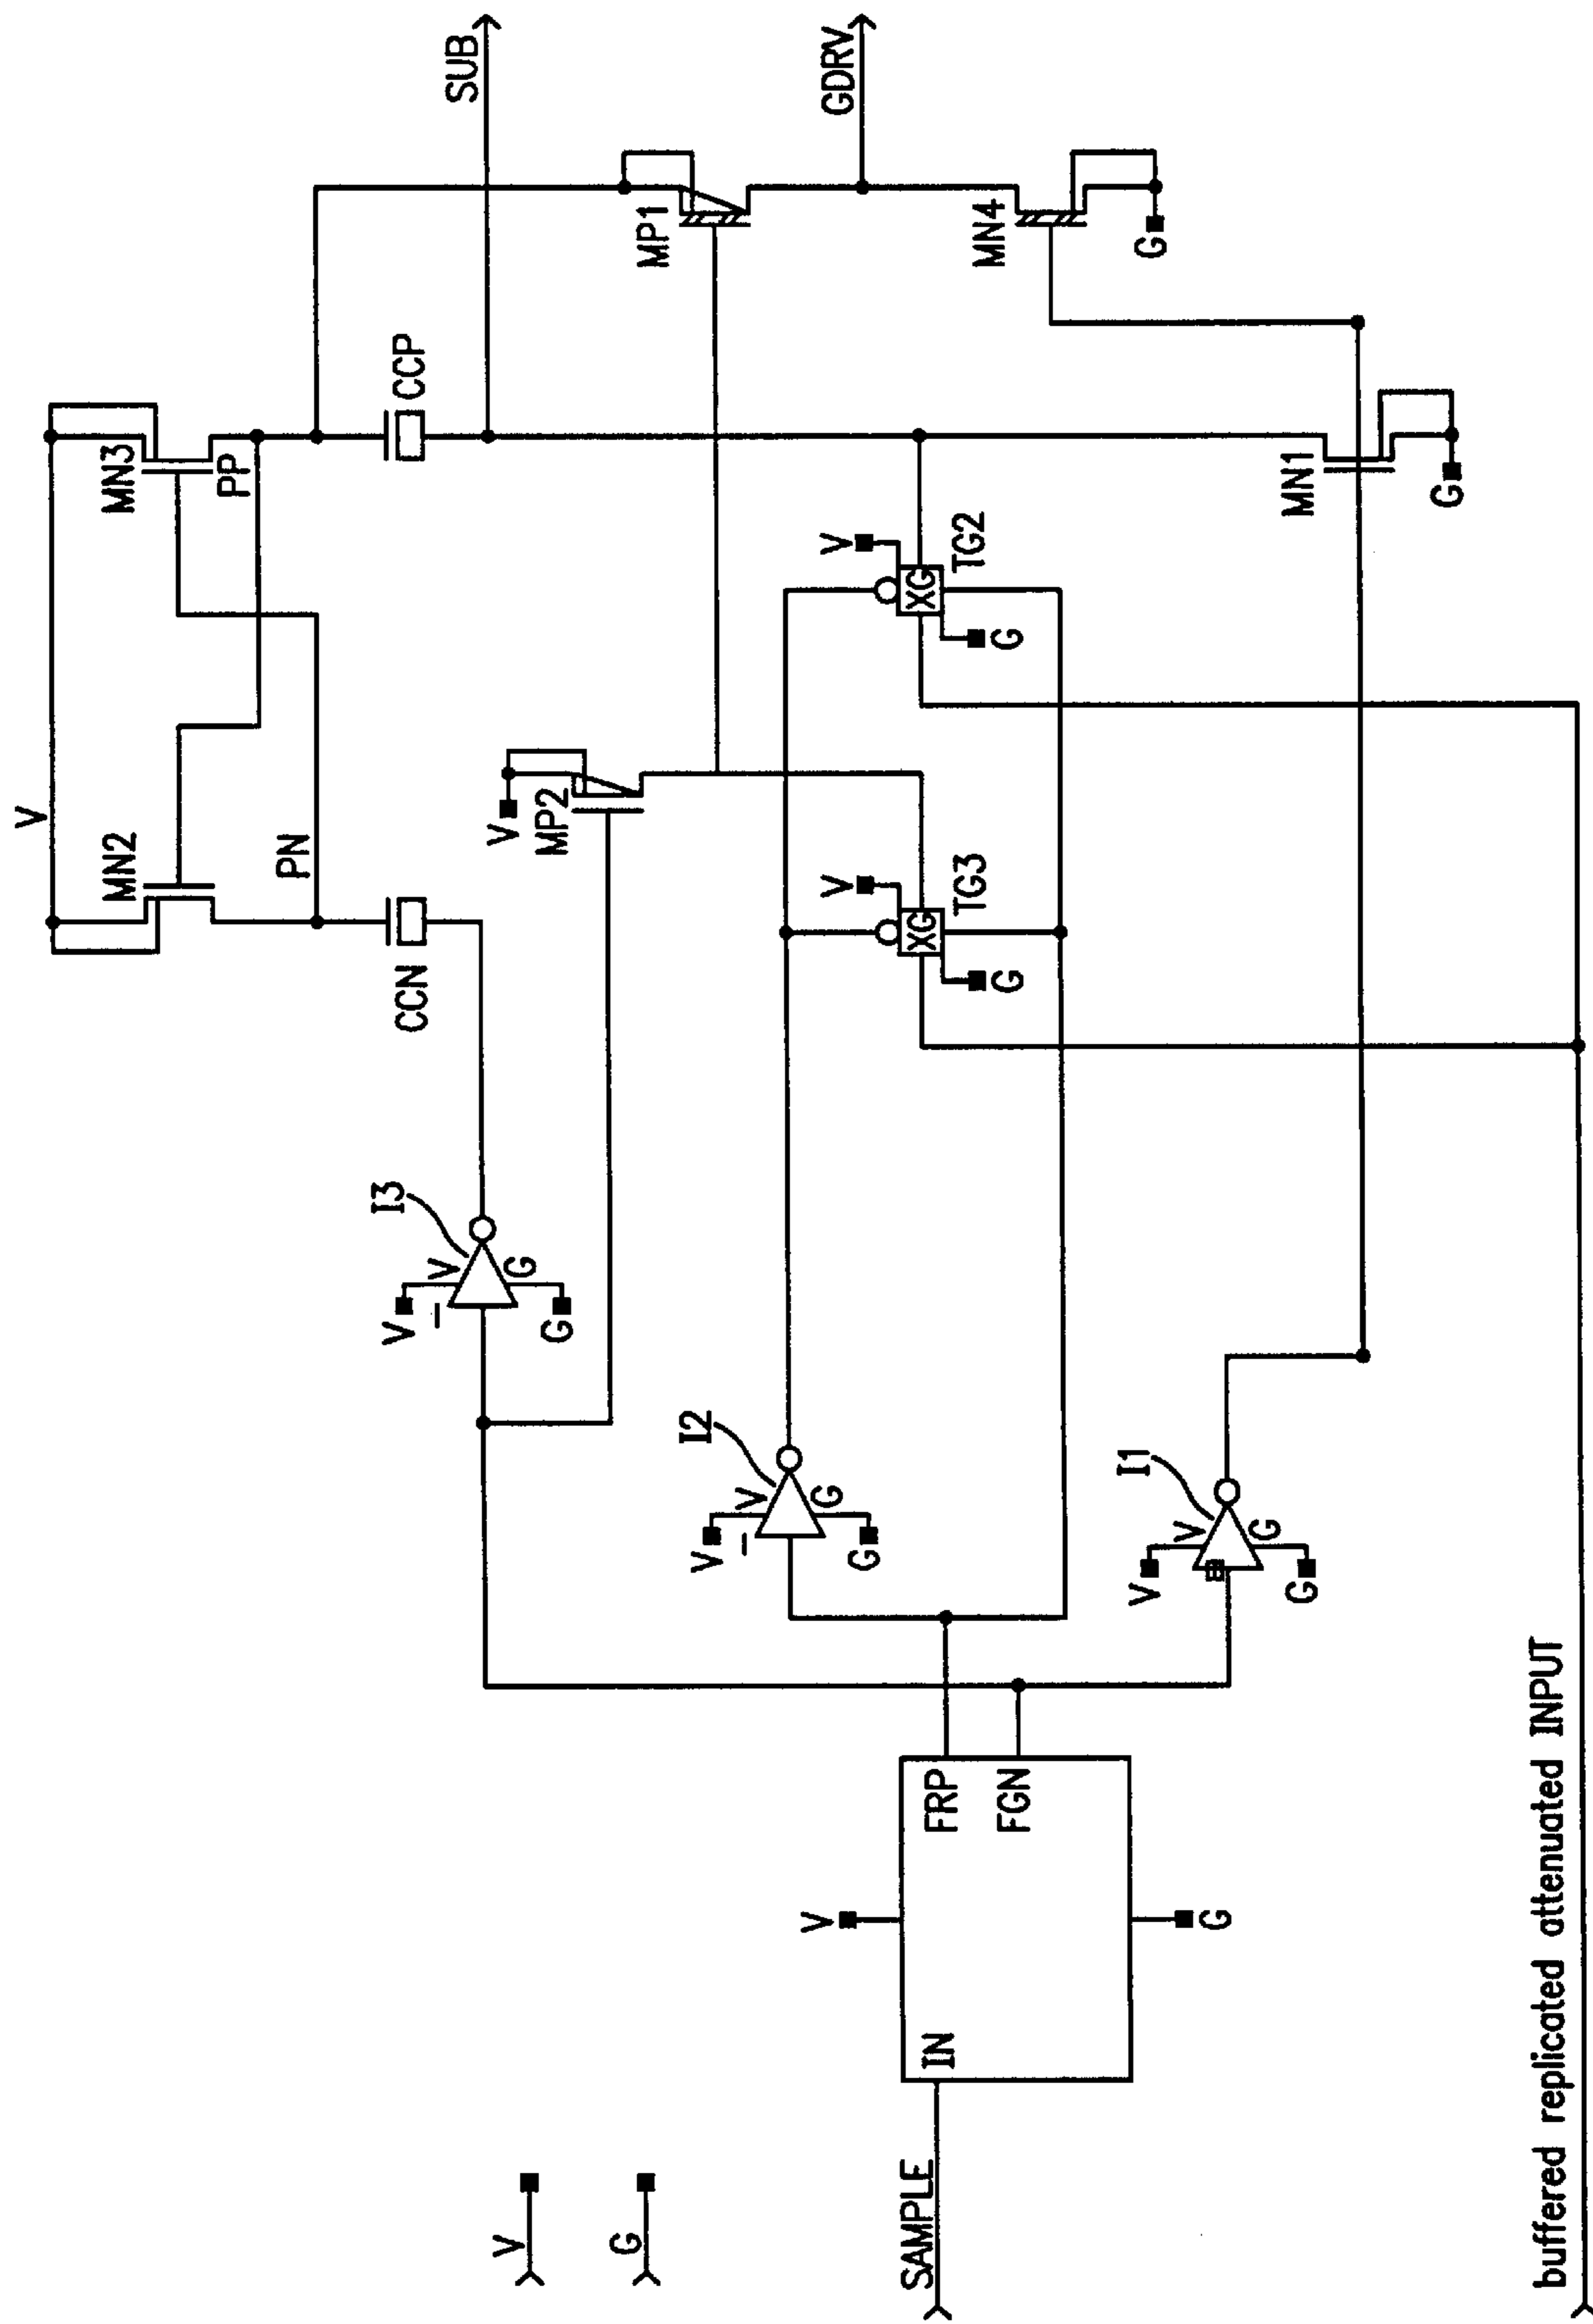 V
G
SAMPLE
buffered replicated attenuated INPUT
IN
FRP
FGN
V
G
I3
V
V
G
I2
V
V
G
I1
V
V
G
G
V
MN2
PN
CCN
V
MP2
V
XG
TG3
G
V
XG
TG2
G
MN3
PP
CCP
MN1
G
SUB
MP1
GDRV
MN4
G